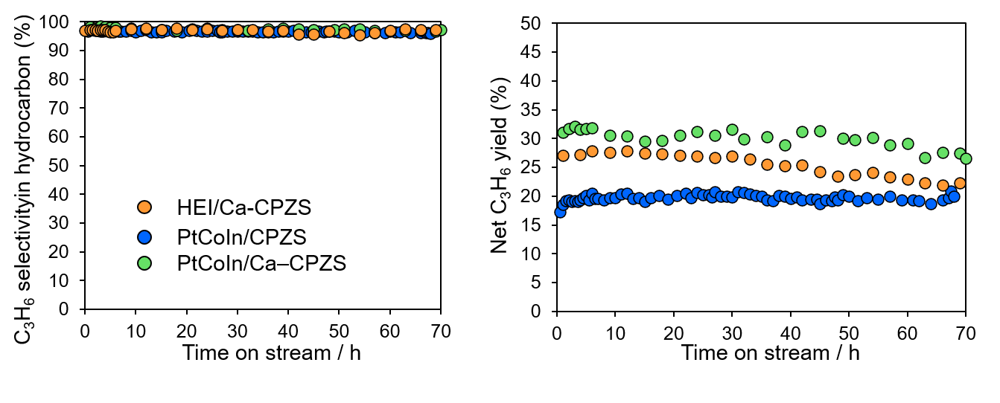 C3H6 selectivityin hydrocarbon (%)
100
90
80
70
60
50
40
30
20
10
0
HEI/Ca-CPZS
PtCoIn/CPZS
PtCoIn/Ca–CPZS
0 10 20 30 40 50 60 70
Time on stream / h
Net C3H6 yield (%)
50
45
40
35
30
25
20
15
10
5
0
0 10 20 30 40 50 60 70
Time on stream / h